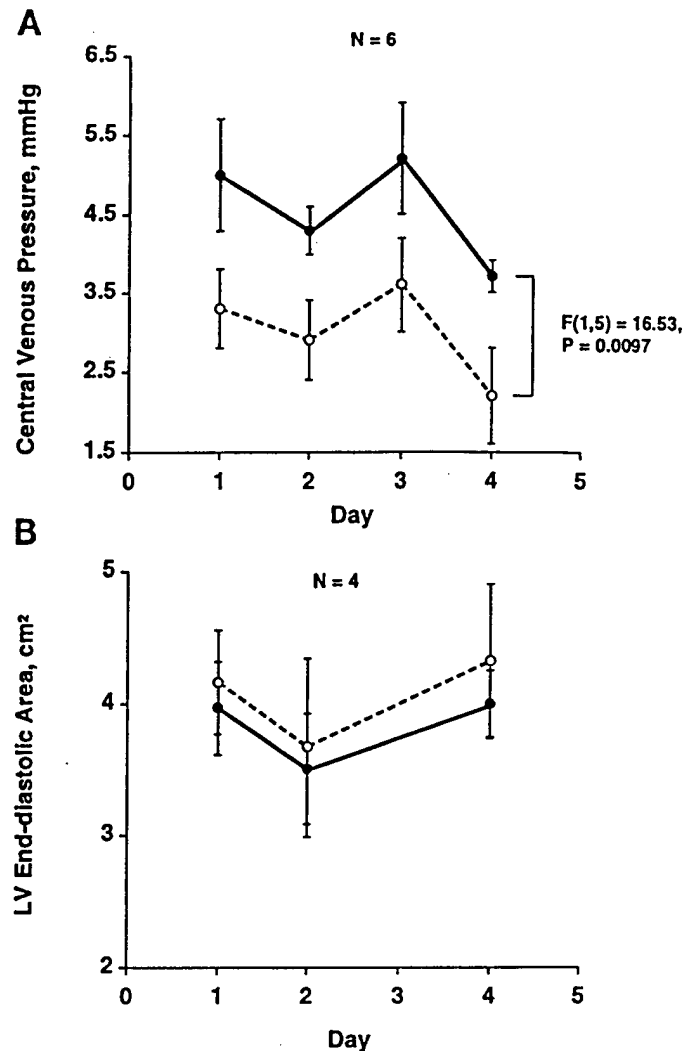 A
N = 6
Central Venous Pressure, mmHg
6.5
5.5
4.5
3.5
2.5
1.5
F(1,5) = 16.53,
P = 0.0097
0 1 2 3 4 5
Day
B
N = 4
LV End-diastolic Area, cm²
5
4
3
2
0 1 2 3 4 5
Day